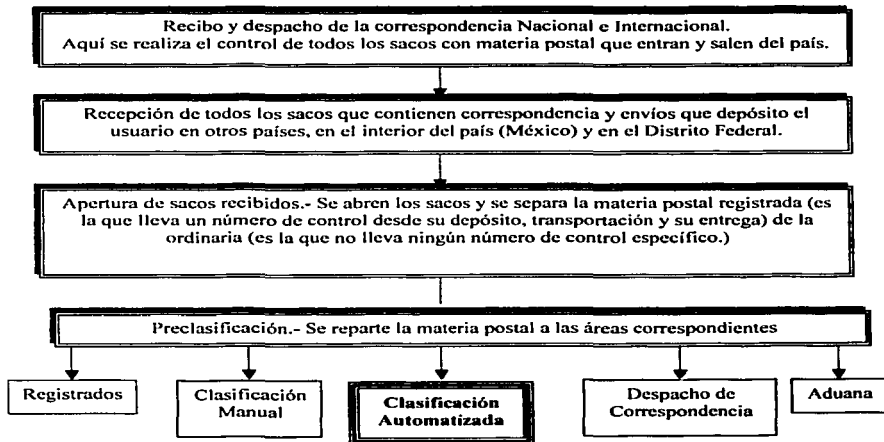 Recibo y despacho de la correspondencia Nacional e Internacional.
Aquí se realiza el control de todos los sacos con materia postal que entran y salen del país.
Recepción de todos los sacos que contienen correspondencia y envíos que depósito el
usuario en otros países, en el interior del país (México) y en el Distrito Federal.
Apertura de sacos recibidos.- Se abren los sacos y se separa la materia postal registrada (es
la que lleva un número de control desde su depósito, transportación y su entrega) de la
ordinaria (es la que no lleva ningún número de control específico.)
Preclasificación.- Se reparte la materia postal a las áreas correspondientes
Registrados
Clasificación
Manual
Clasificación
Automatizada
Despacho de
Correspondencia
Aduana